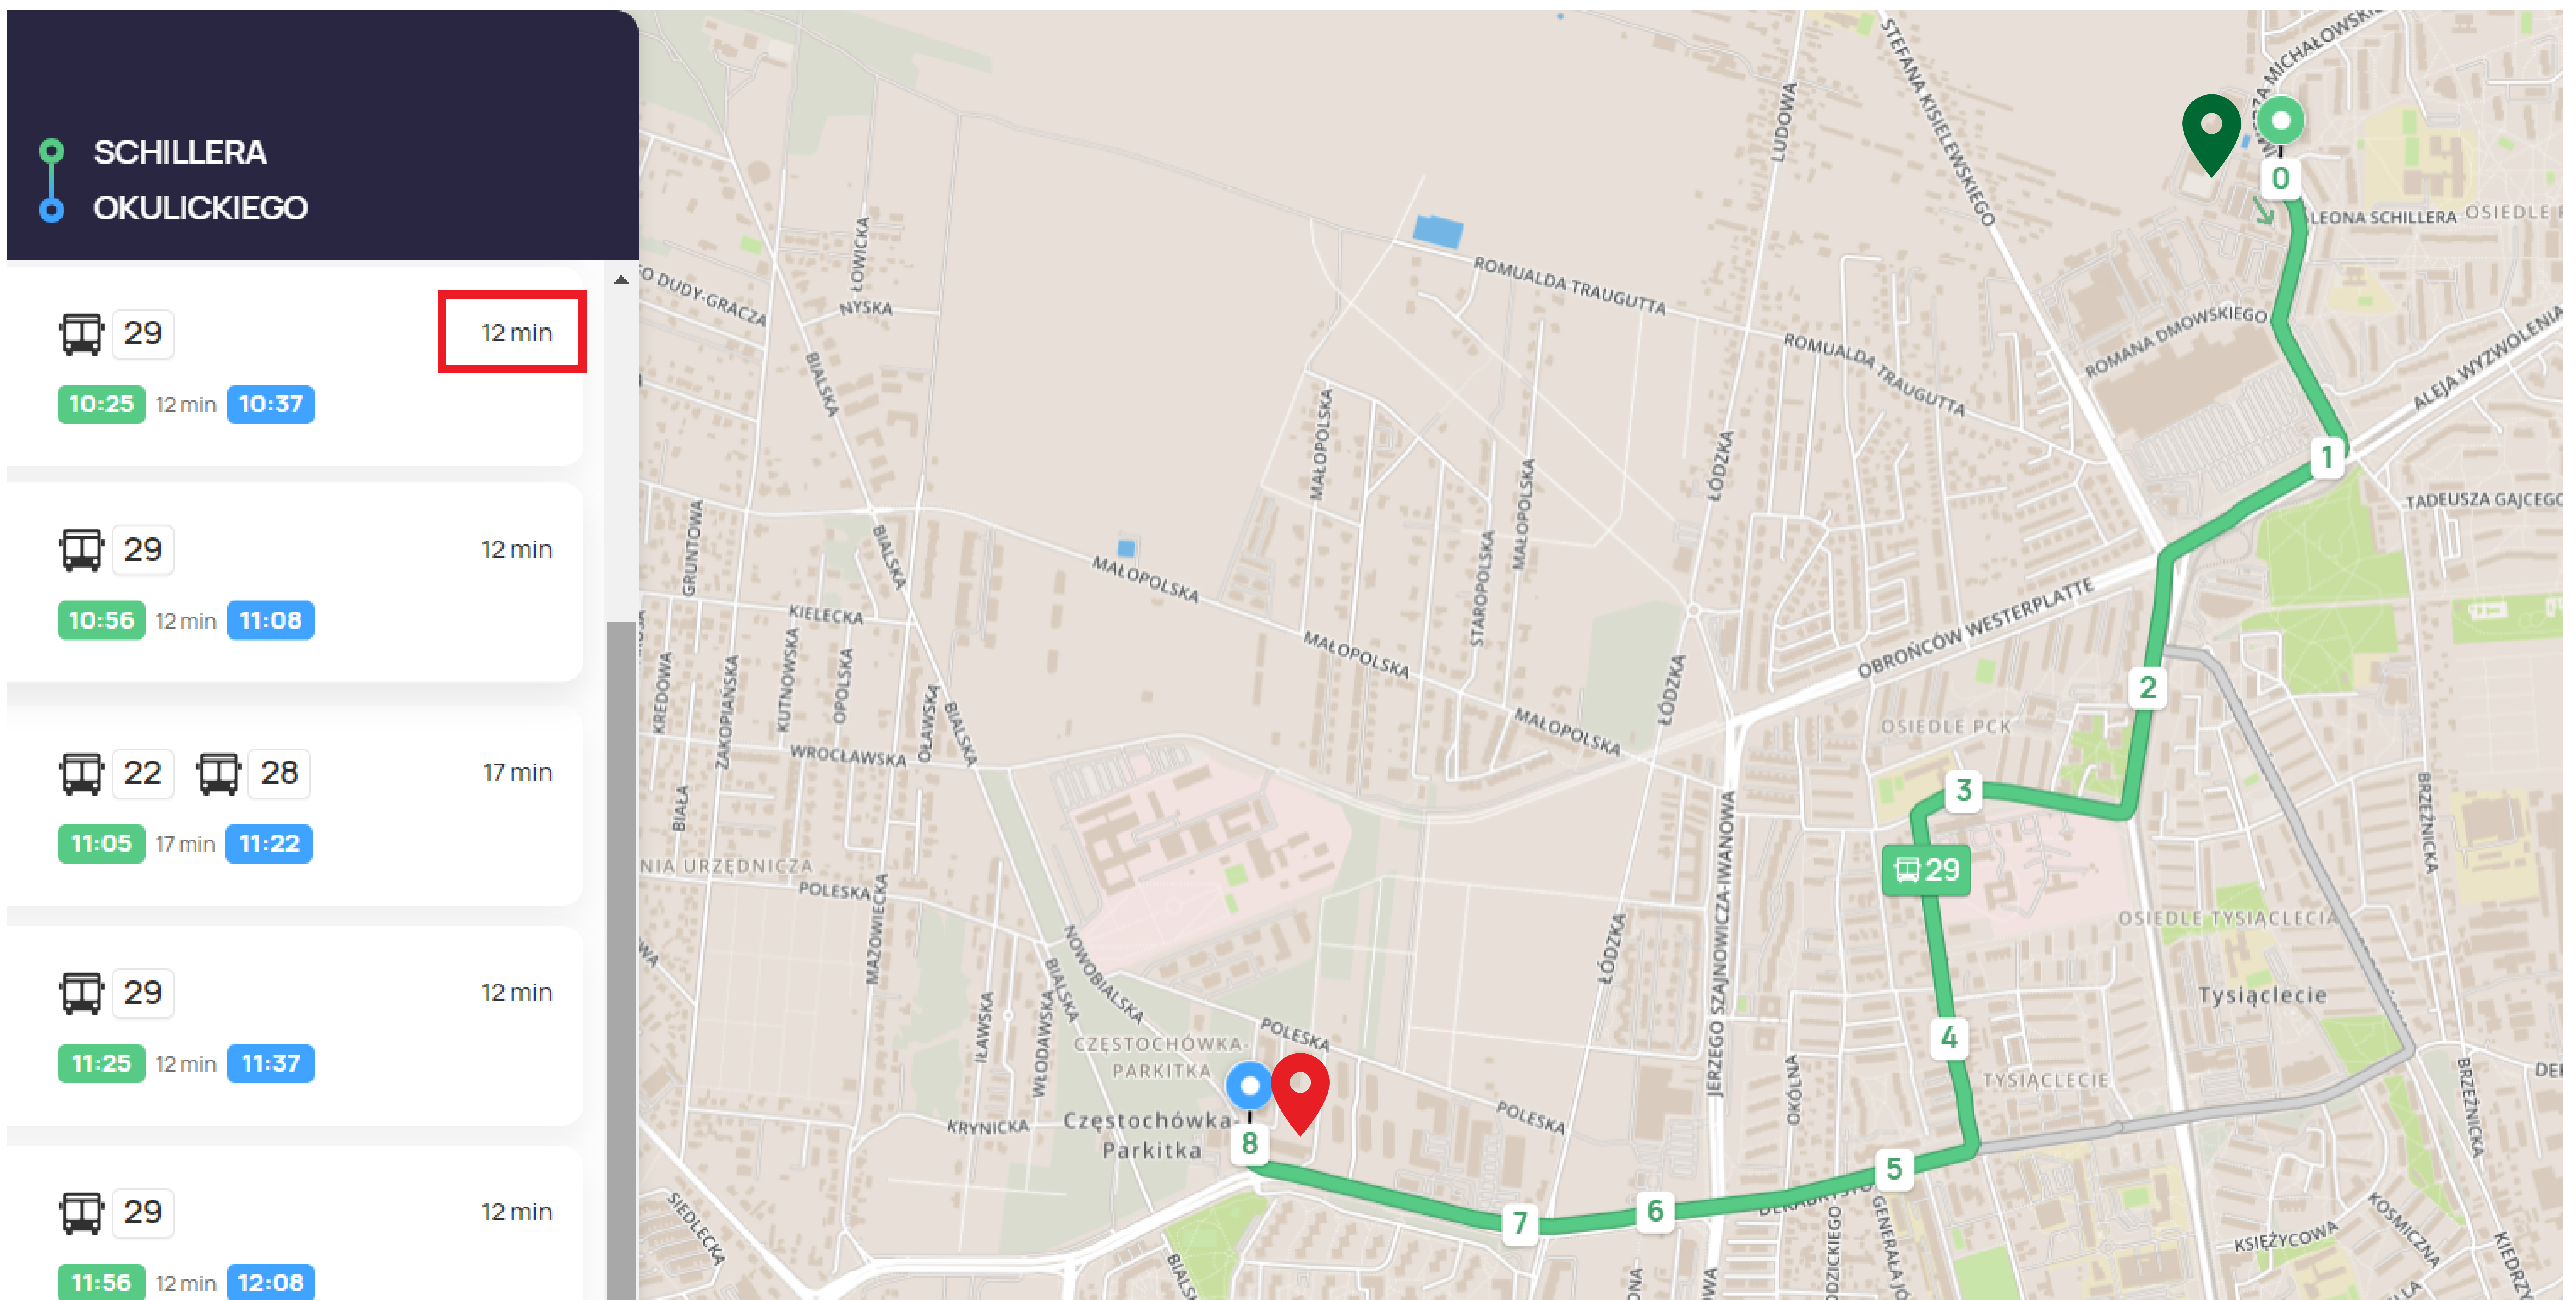 SCHILLERA
OKULICKIEGO
29
12 min
10:25 12 min 10:37
29
12 min
10:56 12 min 11:08
22 28
17 min
11:05 17 min 11:22
29
12 min
11:25 12 min 11:37
29
12 min
11:56 12 min 12:08
STEFANA KISIELEWSKIEGO
LUDOWA
0
LEONA SCHILLERA
ŁOWICKA
NYSKA
ROMUALDA TRAUGUTTA
ROMUALDA TRAUGUTTA
ROMANA DMOWSKIEGO
ALEJA WYZWOLENIA
BIALSKA
MAŁOPOLSKA
ŁÓDZKA
1
GRUNTOWA
BIALSKA
STAROPOLSKA
MAŁOPOLSKA
MAŁOPOLSKA
KIELECKA
OBROŃCÓW WESTERPLATTE
KREDOWA
ZAKOPIAŃSKA
KUTNOWSKA
OPOLSKA
OŁAWSKA
BIALSKA
MAŁOPOLSKA
ŁÓDZKA
2
MAŁOPOLSKA
OSIEDLE PCK
WROCŁAWSKA
3
BIAŁA
BRZEŹNICKA
29
POLESKA
MAZOWIECKA
JERZEGO SZAJNOWICZA-IWANOWA
OSIEDLE TYSIĄCLECIA
NOWOBIALSKA
ŁÓDZKA
Tysiąclecie
BIALSKA
IŁAWSKA
WŁODAWSKA
CZĘSTOCHÓWKA-
PARKITKA
POLESKA
4
TYSIĄCLECIE
OKÓLNA
BRZEŹNICKA
Częstochówka-
Parkitka
KRYNICKA
POLESKA
8
5
6
7
SIEDLECKA
KSIĘŻYCOWA
KOSMICZNA